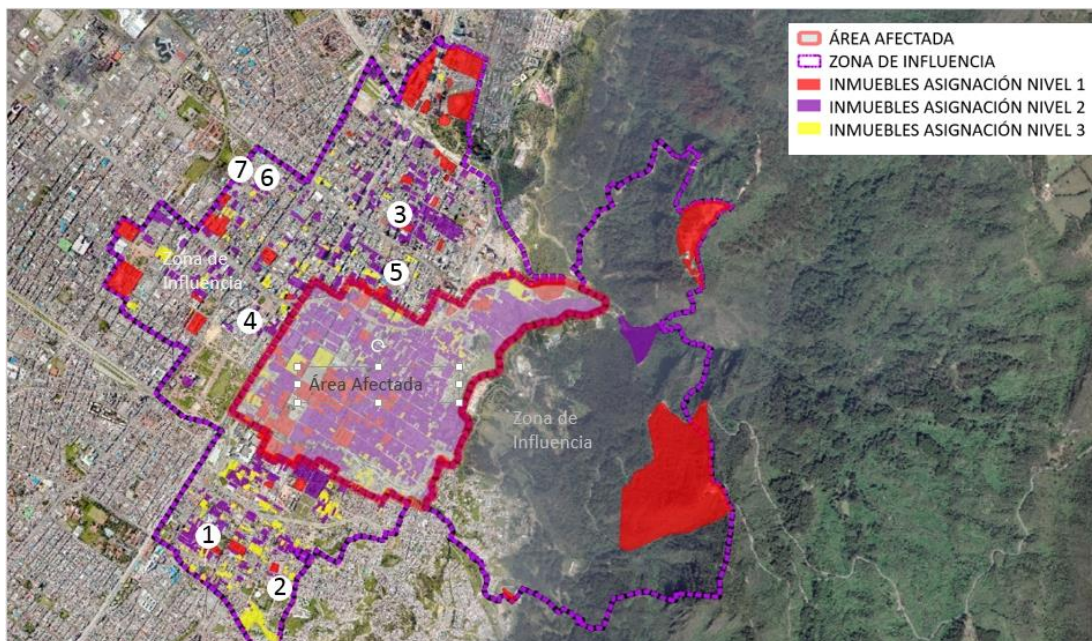 ÁREA AFECTADA
ZONA DE INFLUENCIA
INMUEBLES ASIGNACIÓN NIVEL 1
INMUEBLES ASIGNACIÓN NIVEL 2
INMUEBLES ASIGNACIÓN NIVEL 3
7
6
3
Zona de
Influencia
5
4
Área Afectada
Zona de
Influencia
1
2